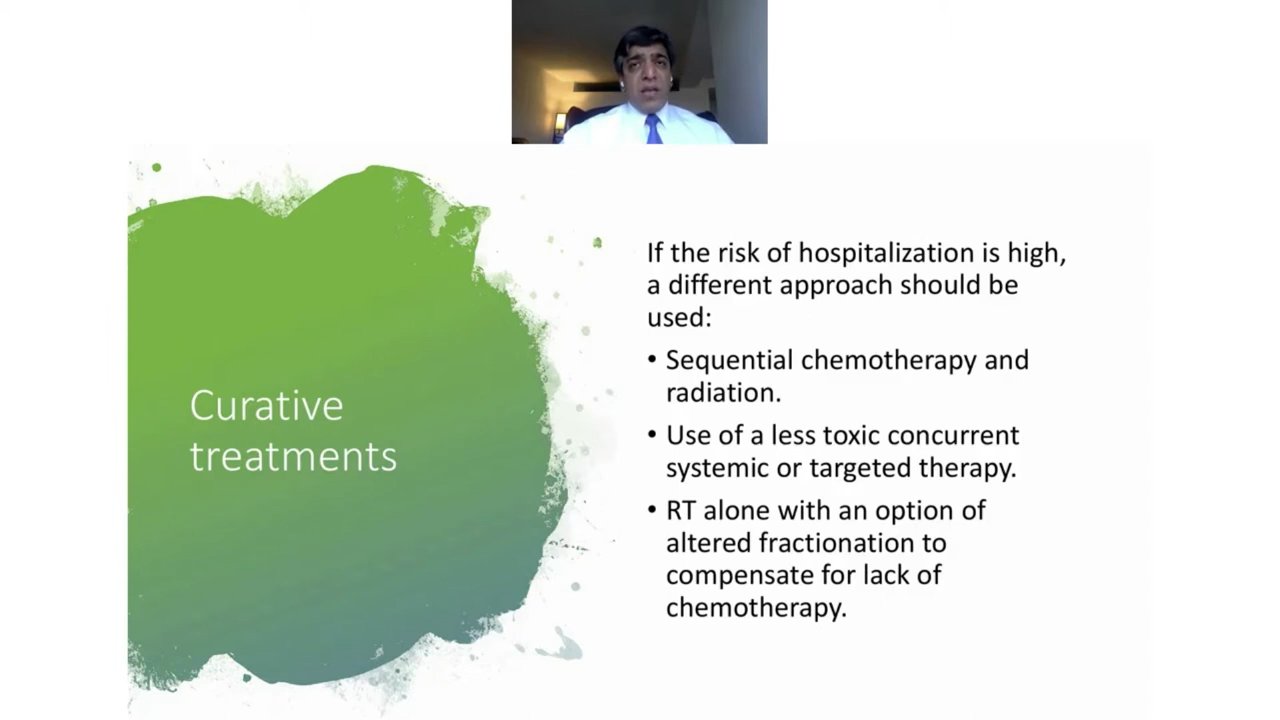 Curative
treatments
If the risk of hospitalization is high,
a different approach should be
used:
• Sequential chemotherapy and
radiation.
• Use of a less toxic concurrent
systemic or targeted therapy.
• RT alone with an option of
altered fractionation to
compensate for lack of
chemotherapy.